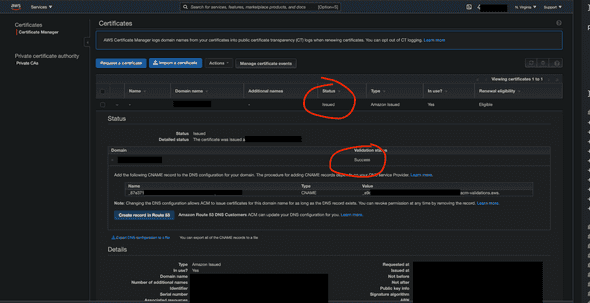 aws Services Search for services, features, marketplace products, and docs [Option+S] N. Virginia Support
Certificates
Certificate Manager
Private certificate authority
Private CAs
Certificates
AWS Certificate Manager logs domain names from your certificates into public certificate transparency (CT) logs when renewing certificates. You can opt out of CT logging. Learn more
Request a certificate Import a certificate Actions Manage certificate events
Viewing certificates 1 to 1
Name Domain name Additional names Status Type In use? Renewal eligibility
- - Issued Amazon Issued Yes Eligible
Status
Status Issued
Detailed status The certificate was issued
Domain Validation status
Success
Add the following CNAME record to the DNS configuration for your domain. The procedure for adding CNAME records depends on your DNS service Provider. Learn more.
Name Type Value
CNAME acm-validations.aws.
Note: Changing the DNS configuration allows ACM to issue certificates for this domain name for as long as the DNS record exists. You can revoke permission at any time by removing the record. Learn more.
Create record in Route 53 Amazon Route 53 DNS Customers ACM can update your DNS configuration for you. Learn more.
Export DNS configuration to a file You can export all of the CNAME records to a file
Details
Type Amazon Issued
In use? Yes
Domain name
Number of additional names
Identifier
Serial number
Associated resources
Requested at
Issued at
Not before
Not after
Public key info
Signature algorithm
ARN